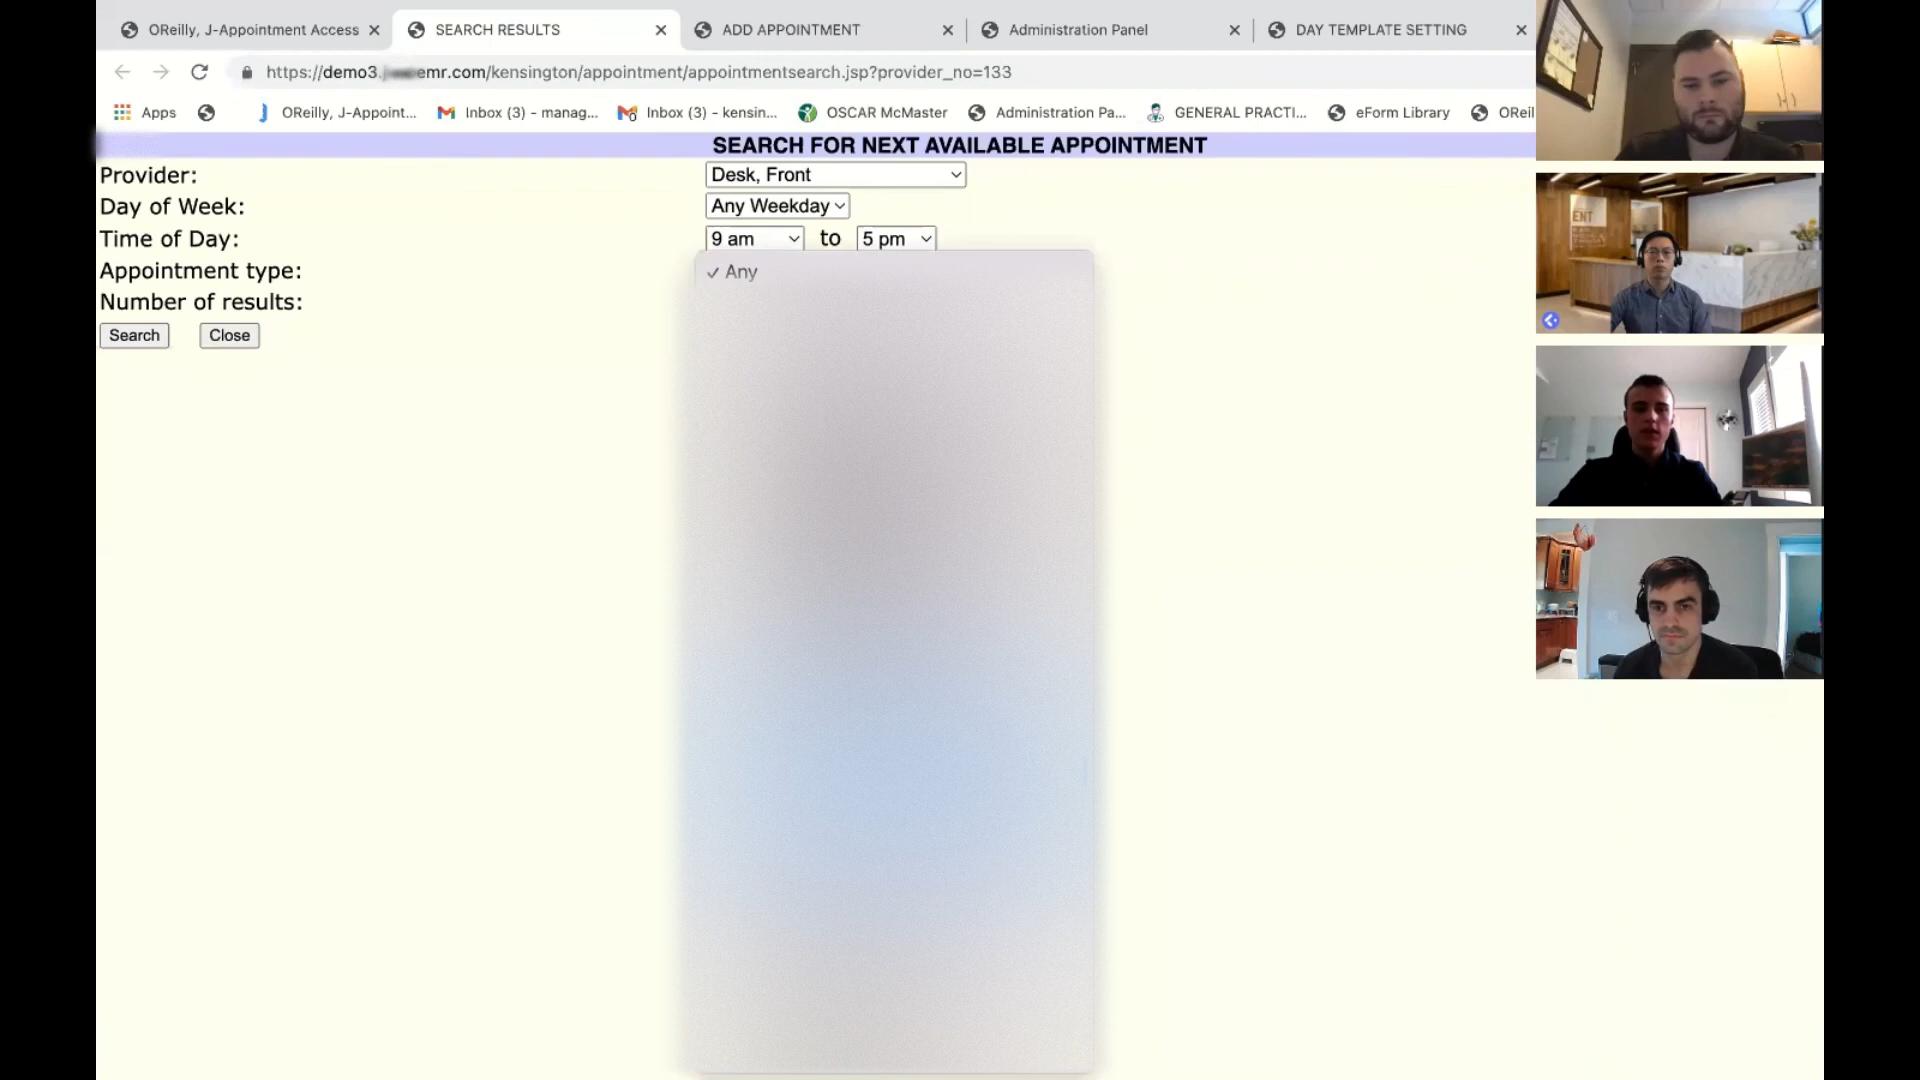 OReilly, J-Appointment Access
SEARCH RESULTS
ADD APPOINTMENT
Administration Panel
DAY TEMPLATE SETTING
https://demo3. emr.com/kensington/appointment/appointmentsearch.jsp?provider_no=133
Apps
OReilly, J-Appoint...
Inbox (3) - manag...
Inbox (3) - kensin...
OSCAR McMaster
Administration Pa...
GENERAL PRACTI...
eForm Library
OReil
SEARCH FOR NEXT AVAILABLE APPOINTMENT
Provider: Desk, Front
Day of Week: Any Weekday
Time of Day: 9 am to 5 pm
Appointment type: ✓ Any
Number of results:
Search Close
ENT